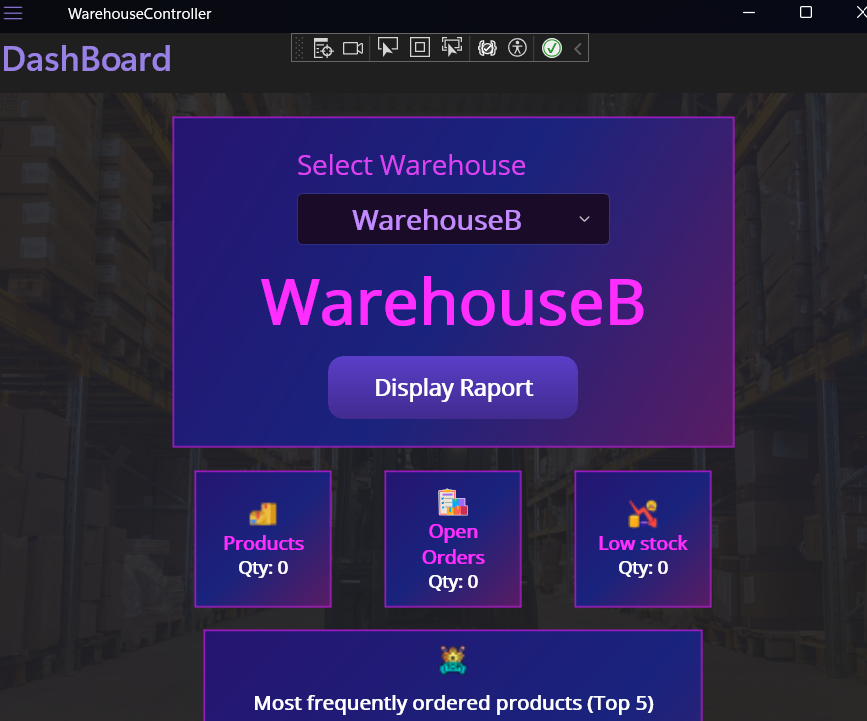 WarehouseController
DashBoard
Select Warehouse
WarehouseB
WarehouseB
Display Raport
Products
Qty: 0
Open
Orders
Qty: 0
Low stock
Qty: 0
Most frequently ordered products (Top 5)